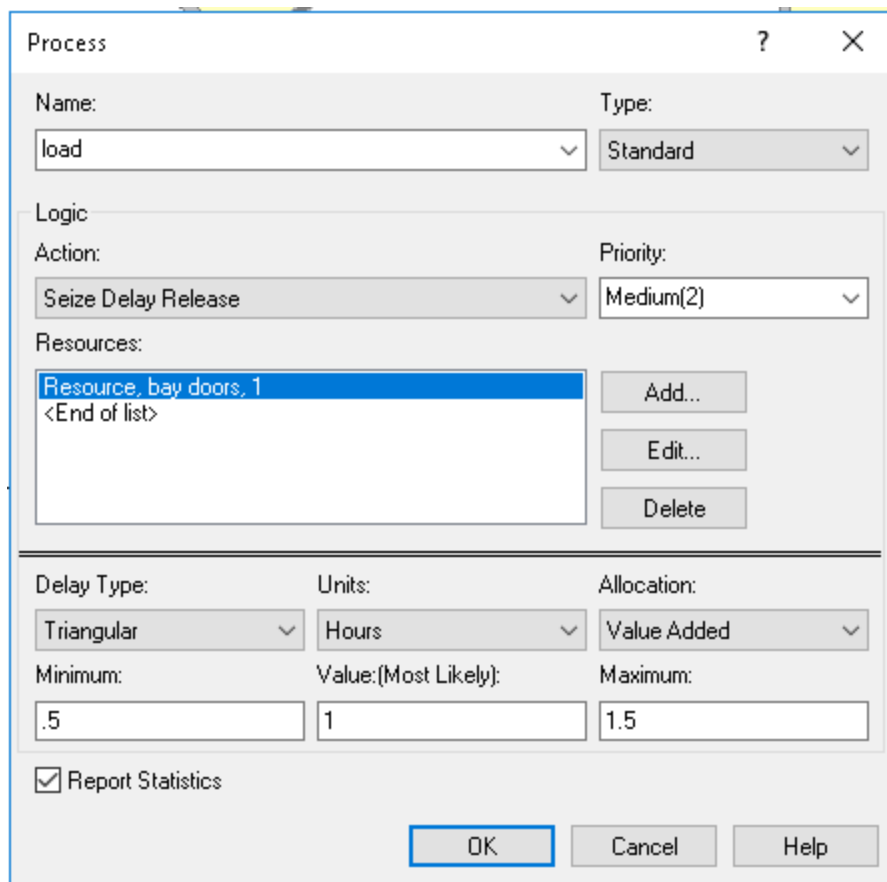 Process ?
Name: Type:
load Standard
Logic
Action: Priority:
Seize Delay Release Medium(2)
Resources:
Resource, bay doors, 1
<End of list>
Add...
Edit...
Delete
Delay Type: Units: Allocation:
Triangular Hours Value Added
Minimum: Value:(Most Likely): Maximum:
.5 1 1.5
Report Statistics
OK Cancel Help